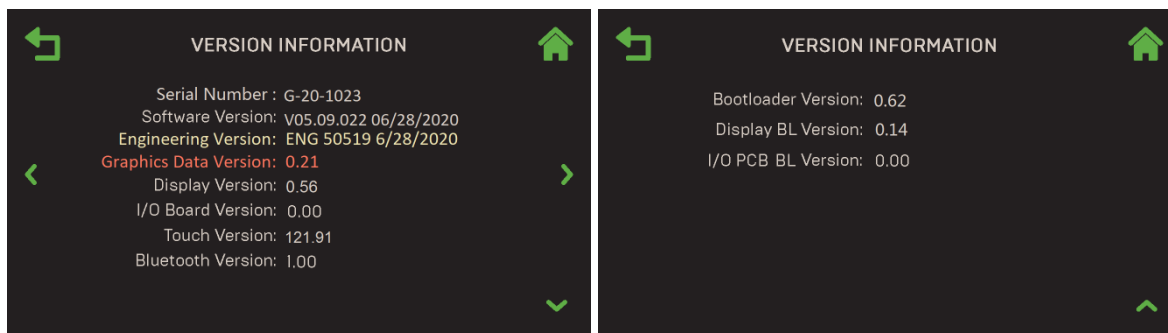 VERSION INFORMATION
Serial Number : G-20-1023
Software Version: V05.09.022 06/28/2020
Engineering Version: ENG 50519 6/28/2020
Graphics Data Version: 0.21
Display Version: 0.56
I/O Board Version: 0.00
Touch Version: 121.91
Bluetooth Version: 1.00
VERSION INFORMATION
Bootloader Version: 0.62
Display BL Version: 0.14
I/O PCB BL Version: 0.00